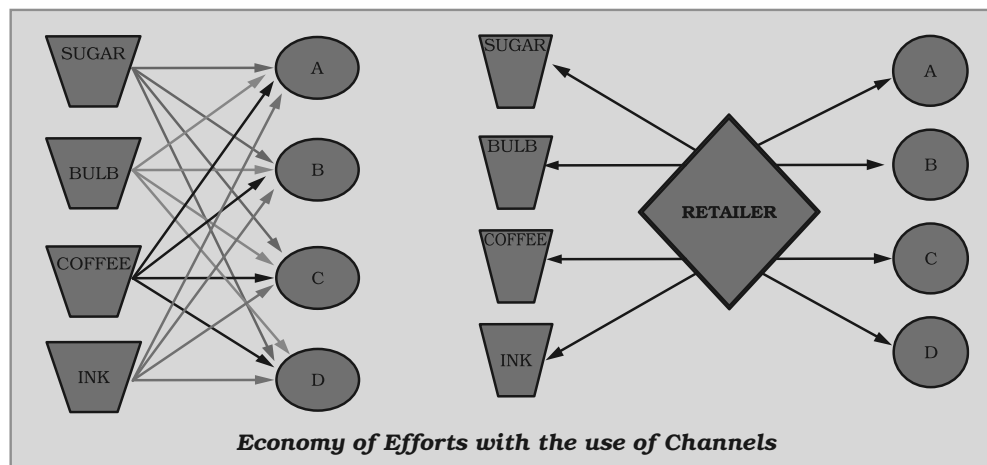 SUGAR
A
BULB
B
COFFEE
C
INK
D
SUGAR
A
BULB
B
RETAILER
COFFEE
C
INK
D
Economy of Efforts with the use of Channels